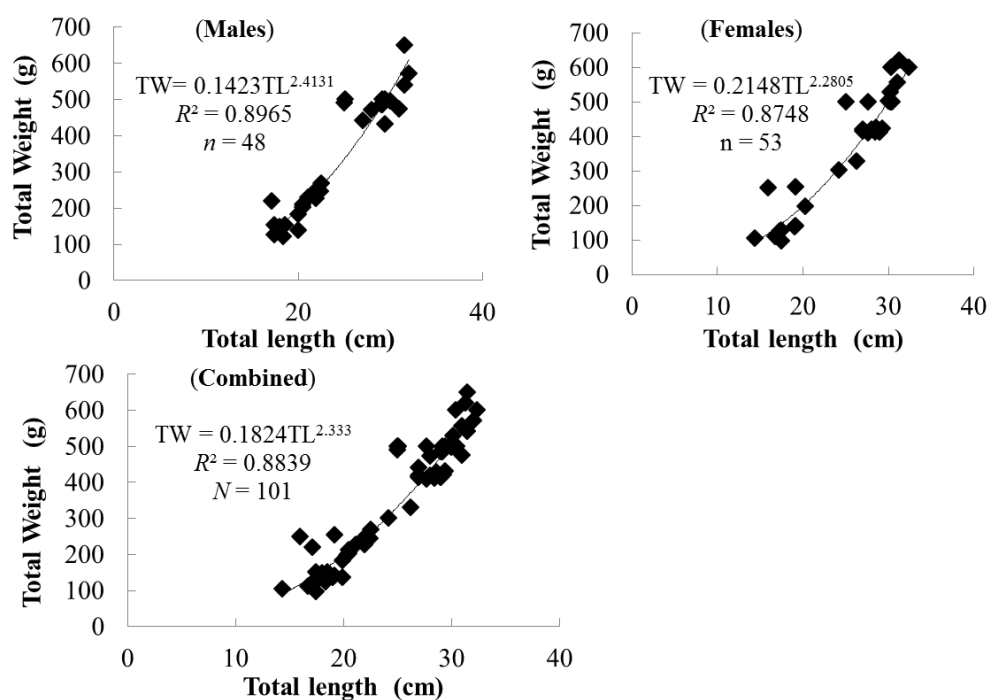 (Males)
TW= 0.1423TL^2.4131
R² = 0.8965
n = 48
700
600
500
400
300
200
100
0
Total Weight (g)
0 20 40
Total length (cm)
(Females)
TW = 0.2148TL^2.2805
R² = 0.8748
n = 53
700
600
500
400
300
200
100
0
Total Weight (g)
0 10 20 30 40
Total length (cm)
(Combined)
TW = 0.1824TL^2.333
R² = 0.8839
N = 101
700
600
500
400
300
200
100
0
Total Weight (g)
0 10 20 30 40
Total length (cm)